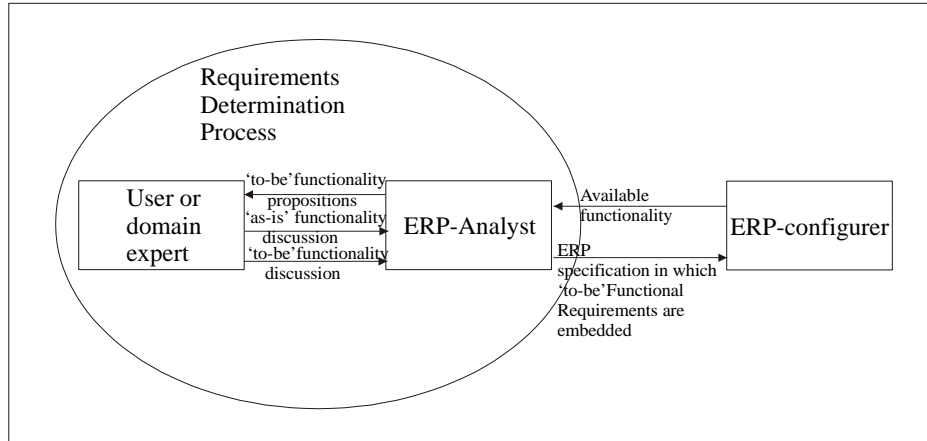 Requirements
Determination
Process
‘to-be’functionality
propositions
‘as-is’ functionality
discussion
‘to-be’functionality
discussion
User or
domain
expert
ERP-Analyst
Available
functionality
ERP
specification in which
‘to-be’Functional
Requirements are
embedded
ERP-configurer